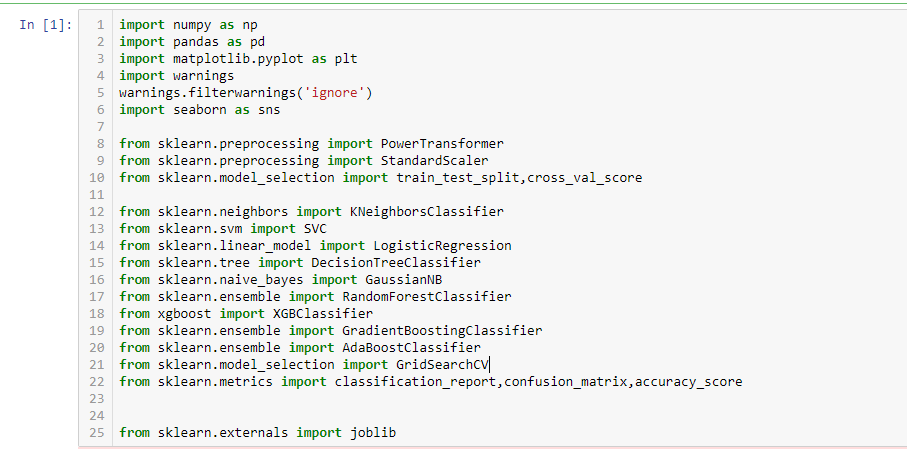 In [1]:
1 import numpy as np
2 import pandas as pd
3 import matplotlib.pyplot as plt
4 import warnings
5 warnings.filterwarnings('ignore')
6 import seaborn as sns
7
8 from sklearn.preprocessing import PowerTransformer
9 from sklearn.preprocessing import StandardScaler
10 from sklearn.model_selection import train_test_split,cross_val_score
11
12 from sklearn.neighbors import KNeighborsClassifier
13 from sklearn.svm import SVC
14 from sklearn.linear_model import LogisticRegression
15 from sklearn.tree import DecisionTreeClassifier
16 from sklearn.naive_bayes import GaussianNB
17 from sklearn.ensemble import RandomForestClassifier
18 from xgboost import XGBClassifier
19 from sklearn.ensemble import GradientBoostingClassifier
20 from sklearn.ensemble import AdaBoostClassifier
21 from sklearn.model_selection import GridSearchCV
22 from sklearn.metrics import classification_report,confusion_matrix,accuracy_score
23
24
25 from sklearn.externals import joblib